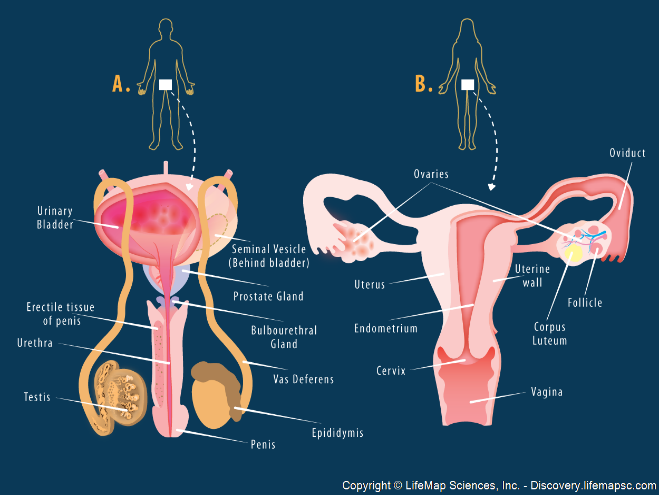 A.
B.
Urinary
Bladder
Seminal Vesicle
(Behind bladder)
Prostate Gland
Erectile tissue
of penis
Bulbourethral
Gland
Urethra
Vas Deferens
Testis
Epididymis
Penis
Oviduct
Ovaries
Uterus
Uterine
wall
Follicle
Endometrium
Corpus
Luteum
Cervix
Vagina
Copyright © LifeMap Sciences, Inc. - Discovery.lifemapsc.com